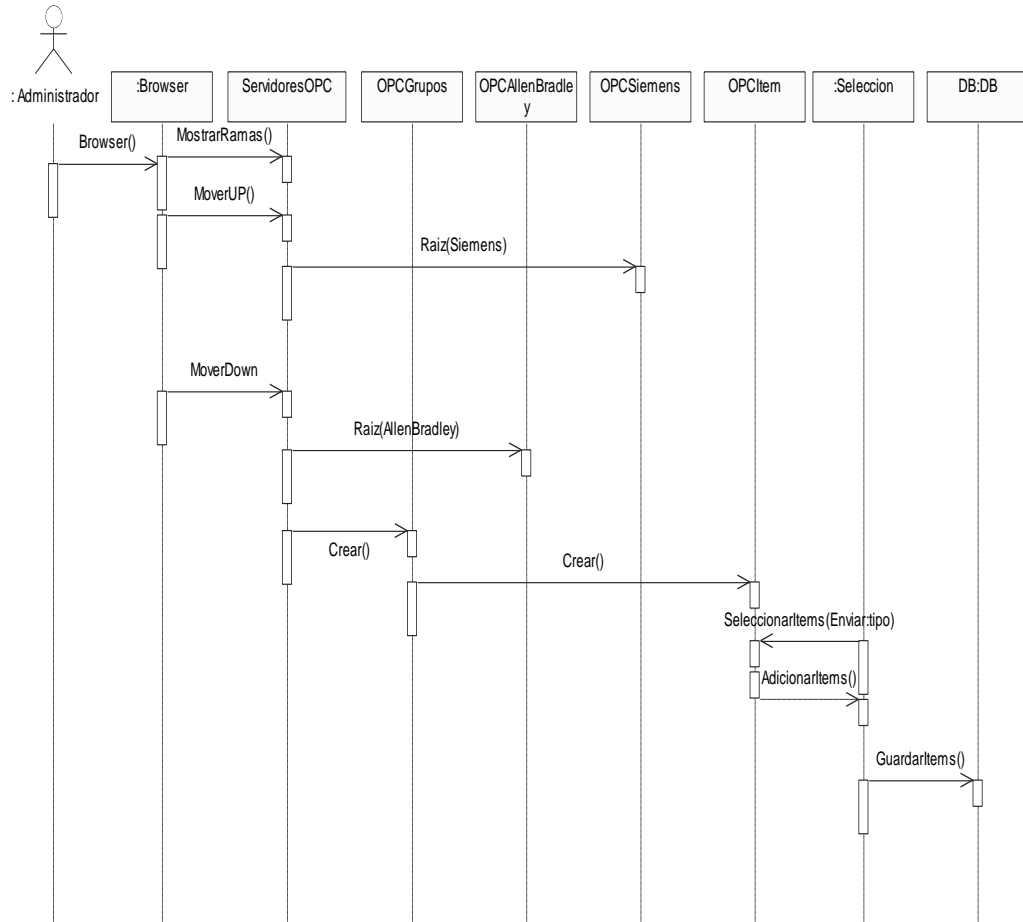 : Administrador
:Browser
ServidoresOPC
OPCGrupos
OPCAllenBradle
y
OPCSiemens
OPCItem
:Seleccion
DB:DB
Browser()
MostrarRamas()
MoverUP()
Raiz(Siemens)
MoverDown
Raiz(AllenBradley)
Crear()
Crear()
SeleccionarItems(Enviar:tipo)
AdicionarItems()
GuardarItems()